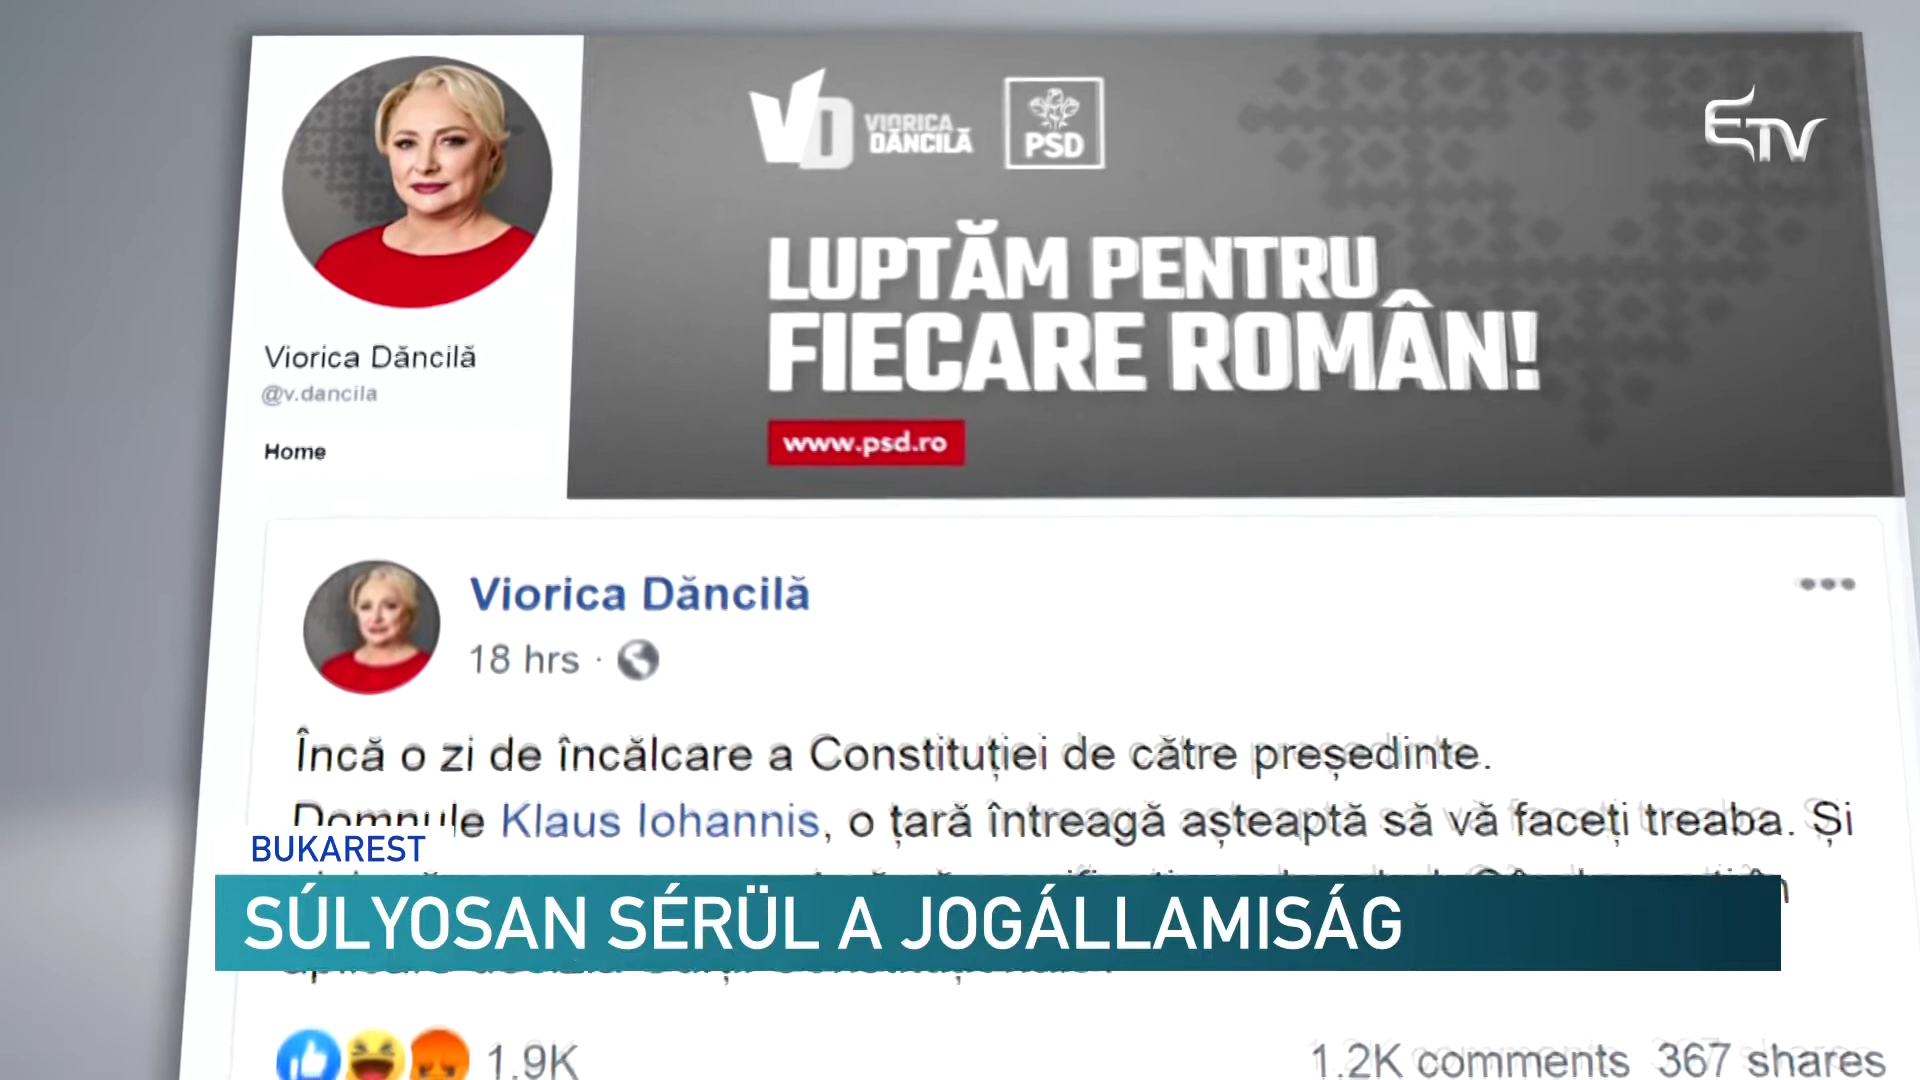 VD VIORICA
DĂNCILĂ
PSD
ETV
LUPTĂM PENTRU
FIECARE ROMÂN!
www.psd.ro
Viorica Dăncilă
@v.dancila
Home
Viorica Dăncilă
18 hrs ·
Încă o zi de încălcare a Constituției de către președinte.
Domnule Klaus Iohannis, o țară întreagă așteaptă să vă faceți treaba. Și
BUKAREST
SÚLYOSAN SÉRÜL A JOGÁLLAMISÁG
1.9K
1.2K comments 367 shares